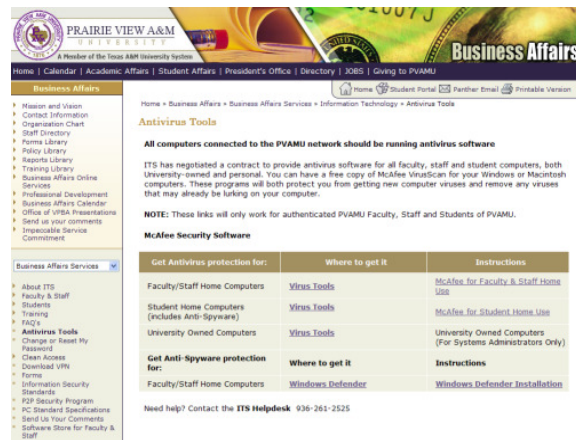 PRAIRIE VIEW A&M
UNIVERSITY
A Member of the Texas A&M University System
Business Affairs
Home | Calendar | Academic Affairs | Student Affairs | President's Office | Directory | JOBS | Giving to PVAMU
Home Student Portal Panther Email Printable Version
Business Affairs
Mission and Vision
Contact Information
Organization Chart
Staff Directory
Forms Library
Policy Library
Reports Library
Training Library
Business Affairs Online
Services
Professional Development
Business Affairs Calendar
Office of VPBA Presentations
Send us your comments
Impeccable Service
Commitment
Business Affairs Services
About ITS
Faculty & Staff
Students
Training
FAQ's
Antivirus Tools
Change or Reset My
Password
Clean Access
Download VPN
Forms
Information Security
Standards
P2P Security Program
PC Standard Specifications
Send Us Your Comments
Software Store for Faculty &
Staff
Home » Business Affairs » Business Affairs Services » Information Technology » Antivirus Tools
Antivirus Tools
All computers connected to the PVAMU network should be running antivirus software
ITS has negotiated a contract to provide antivirus software for all faculty, staff and student computers, both
University-owned and personal. You can have a free copy of McAfee VirusScan for your Windows or Macintosh
computers. These programs will both protect you from getting new computer viruses and remove any viruses
that may already be lurking on your computer.
NOTE: These links will only work for authenticated PVAMU Faculty, Staff and Students of PVAMU.
McAfee Security Software
Get Antivirus protection for: Where to get it Instructions
Faculty/Staff Home Computers Virus Tools McAfee for Faculty & Staff Home
Use
Student Home Computers
(includes Anti-Spyware) Virus Tools McAfee for Student Home Use
University Owned Computers Virus Tools University Owned Computers
(For Systems Administrators Only)
Get Anti-Spyware protection
for: Where to get it Instructions
Faculty/Staff Home Computers Windows Defender Windows Defender Installation
Need help? Contact the ITS Helpdesk 936-261-2525